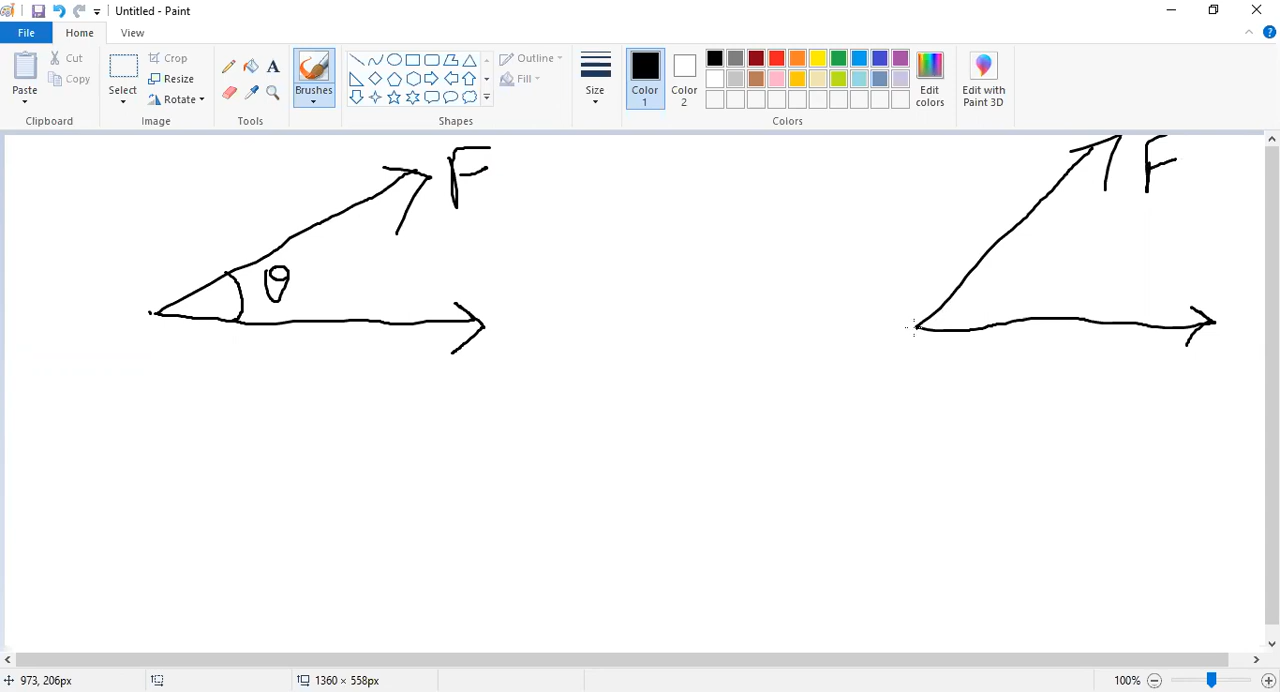 Untitled - Paint
File Home View
Paste
Cut
Copy
Clipboard
Select
Crop
Resize
Rotate
Image
A
Tools
Brushes
Shapes
Outline
Fill
Size
Color 1
Color 2
Edit colors
Colors
Edit with Paint 3D
F
θ
F
973, 206px
1360 × 558px
100%